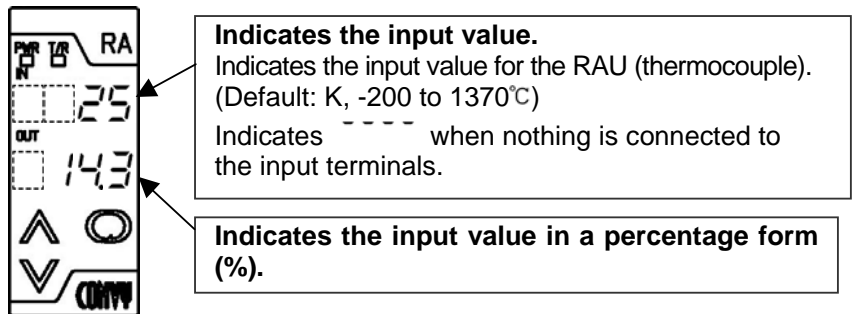 PWR T/R RA
IN
25
OUT
14.3
Indicates the input value.
Indicates the input value for the RAU (thermocouple).
(Default: K, -200 to 1370℃)
Indicates ‾ ‾ ‾ ‾ when nothing is connected to
the input terminals.
Indicates the input value in a percentage form
(%).